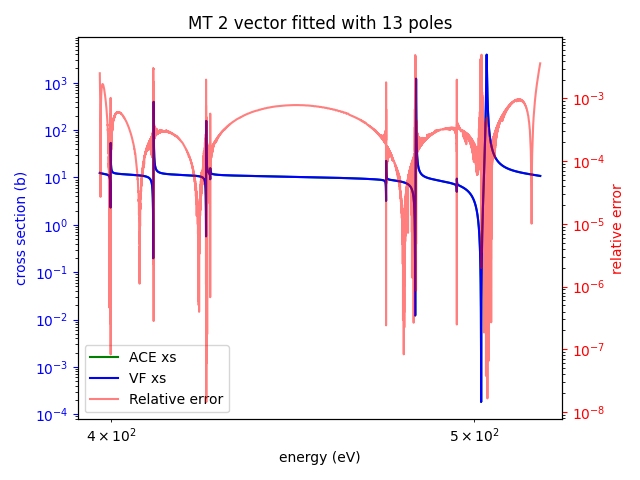 MT 2 vector fitted with 13 poles
cross section (b)
10³
10²
10¹
10⁰
10⁻¹
10⁻²
10⁻³
10⁻⁴
10⁻³
10⁻⁴
10⁻⁵
10⁻⁶
10⁻⁷
10⁻⁸
relative error
ACE xs
VF xs
Relative error
4 × 10²
5 × 10²
energy (eV)